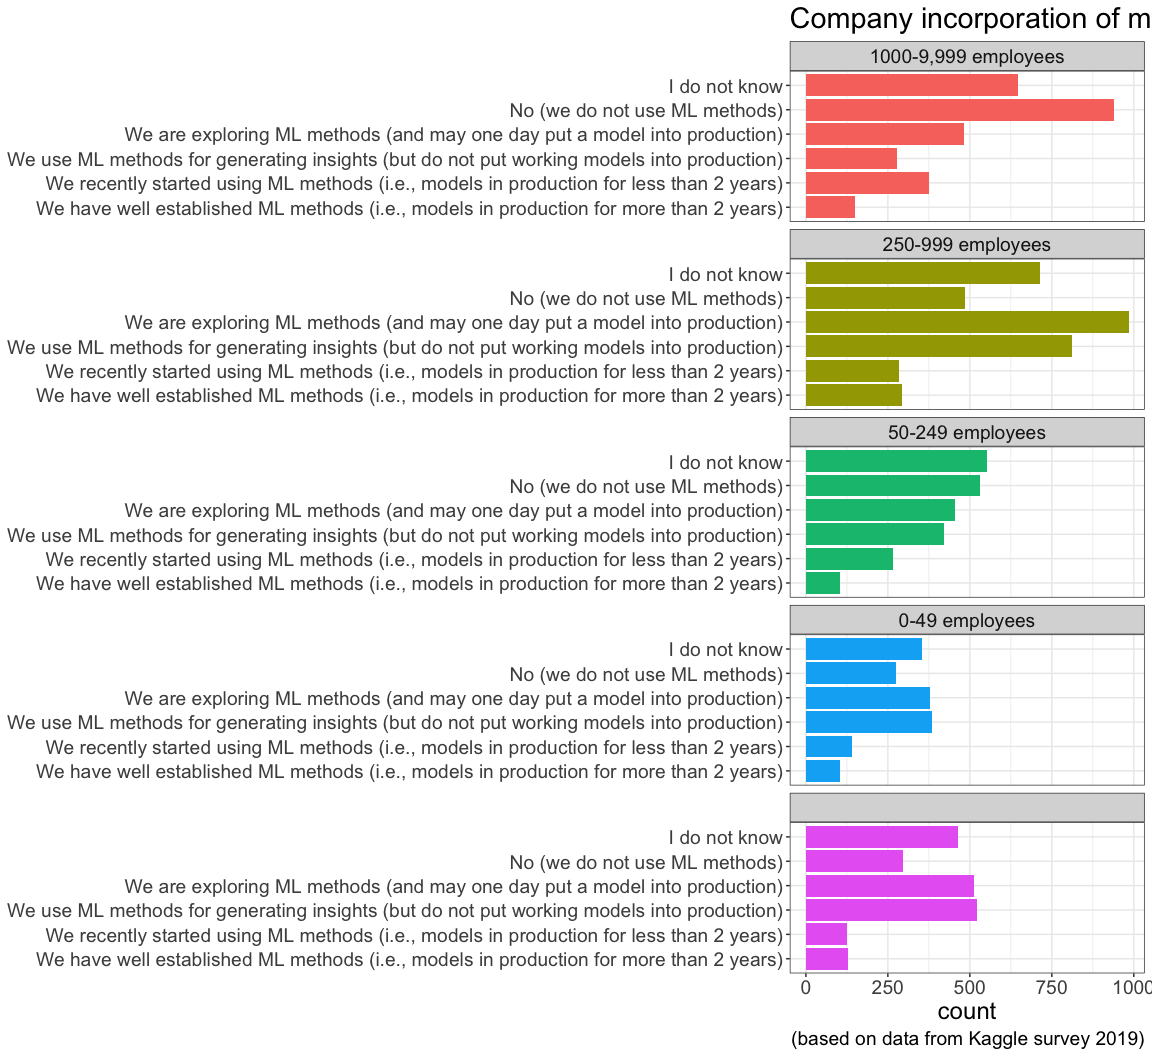 Company incorporation of m
1000-9,999 employees
I do not know
No (we do not use ML methods)
We are exploring ML methods (and may one day put a model into production)
We use ML methods for generating insights (but do not put working models into production)
We recently started using ML methods (i.e., models in production for less than 2 years)
We have well established ML methods (i.e., models in production for more than 2 years)
250-999 employees
I do not know
No (we do not use ML methods)
We are exploring ML methods (and may one day put a model into production)
We use ML methods for generating insights (but do not put working models into production)
We recently started using ML methods (i.e., models in production for less than 2 years)
We have well established ML methods (i.e., models in production for more than 2 years)
50-249 employees
I do not know
No (we do not use ML methods)
We are exploring ML methods (and may one day put a model into production)
We use ML methods for generating insights (but do not put working models into production)
We recently started using ML methods (i.e., models in production for less than 2 years)
We have well established ML methods (i.e., models in production for more than 2 years)
0-49 employees
I do not know
No (we do not use ML methods)
We are exploring ML methods (and may one day put a model into production)
We use ML methods for generating insights (but do not put working models into production)
We recently started using ML methods (i.e., models in production for less than 2 years)
We have well established ML methods (i.e., models in production for more than 2 years)
I do not know
No (we do not use ML methods)
We are exploring ML methods (and may one day put a model into production)
We use ML methods for generating insights (but do not put working models into production)
We recently started using ML methods (i.e., models in production for less than 2 years)
We have well established ML methods (i.e., models in production for more than 2 years)
0 250 500 750 1000
count
(based on data from Kaggle survey 2019)